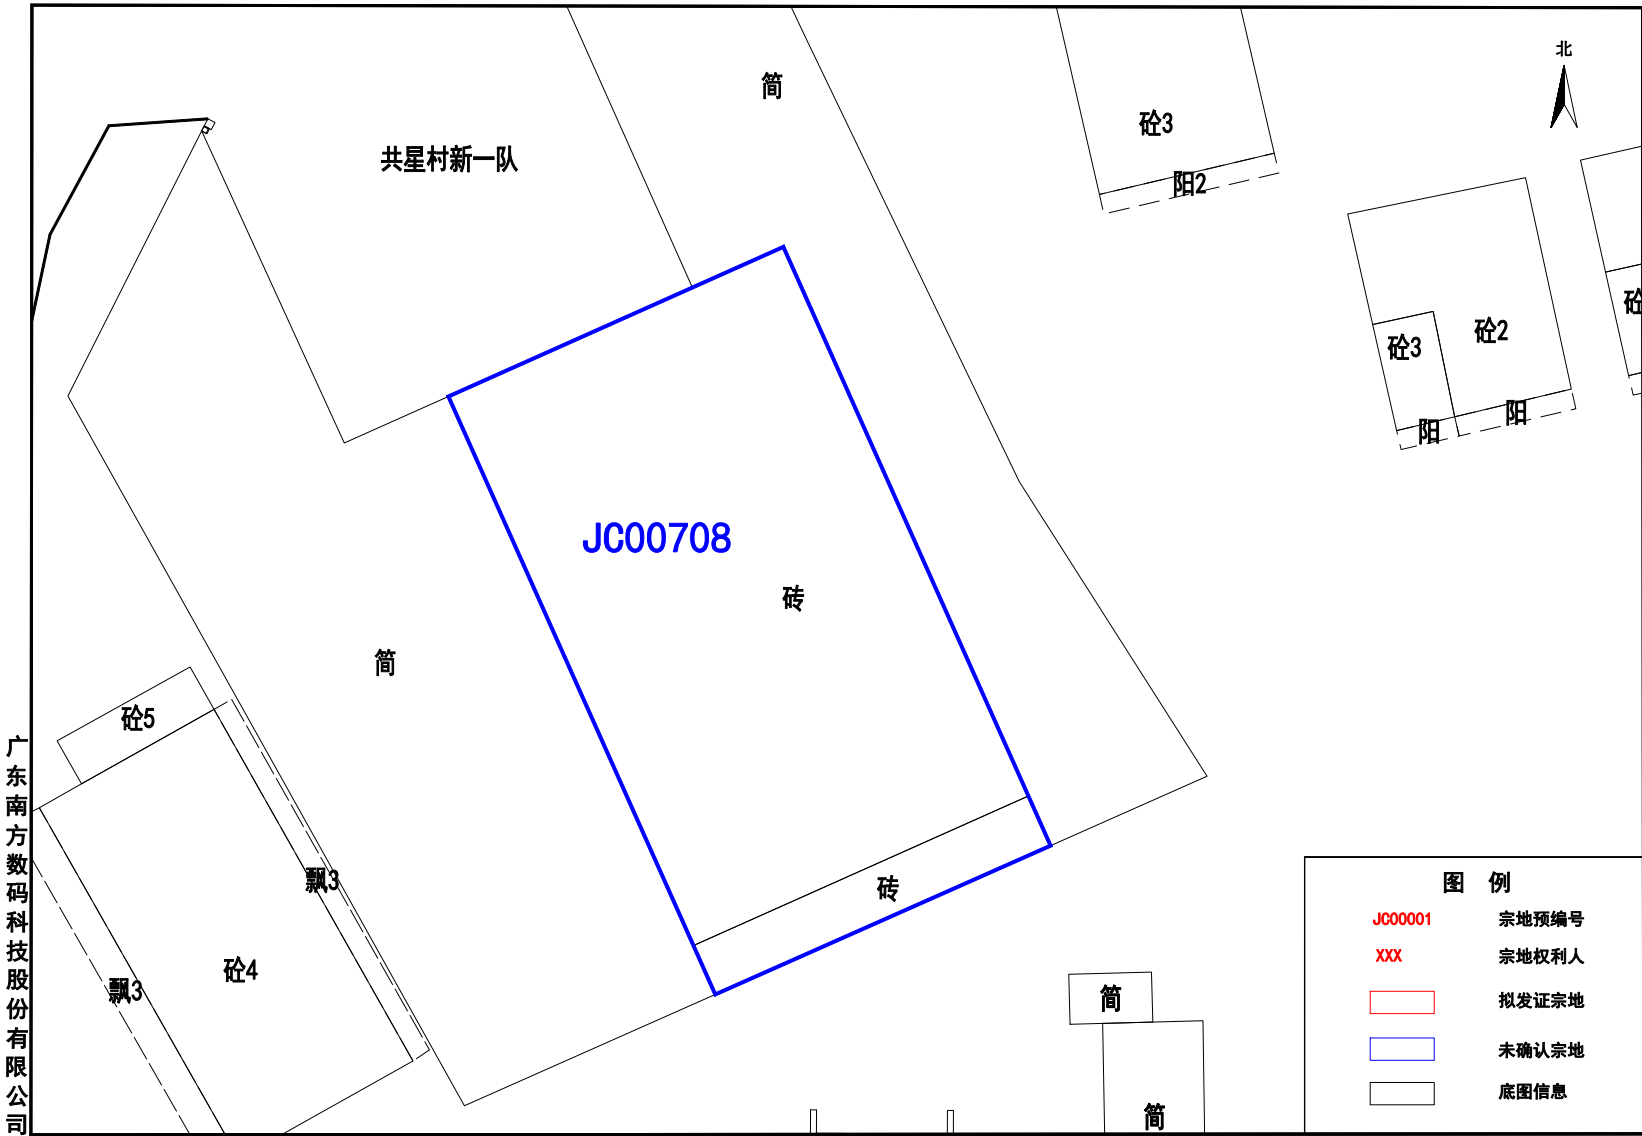 北
简
砼3
共星村新一队
阳2
砼
砼2
砼3
阳
阳
JC00708
砖
简
砼5
飘3
砖
砼4
飘3
简
简
广东南方数码科技股份有限公司
图 例
JC00001 宗地预编号
XXX 宗地权利人
拟发证宗地
未确认宗地
底图信息